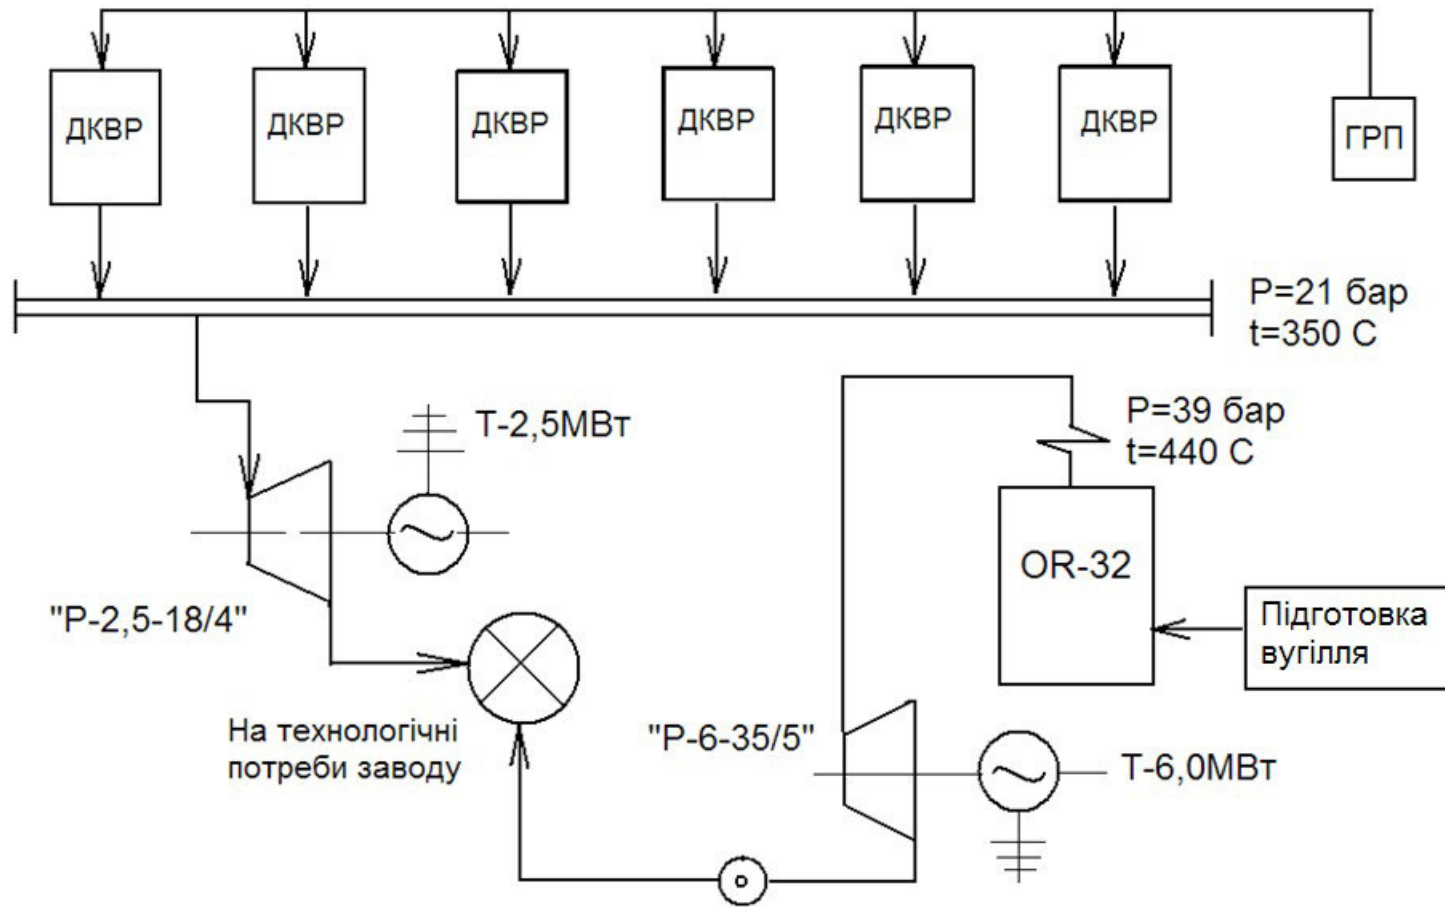 ДКВР
ДКВР
ДКВР
ДКВР
ДКВР
ДКВР
ГРП
P=21 бар
t=350 C
P=39 бар
t=440 C
Т-2,5МВт
OR-32
"Р-2,5-18/4"
Підготовка
вугілля
На технологічні
потреби заводу
"Р-6-35/5"
Т-6,0МВт